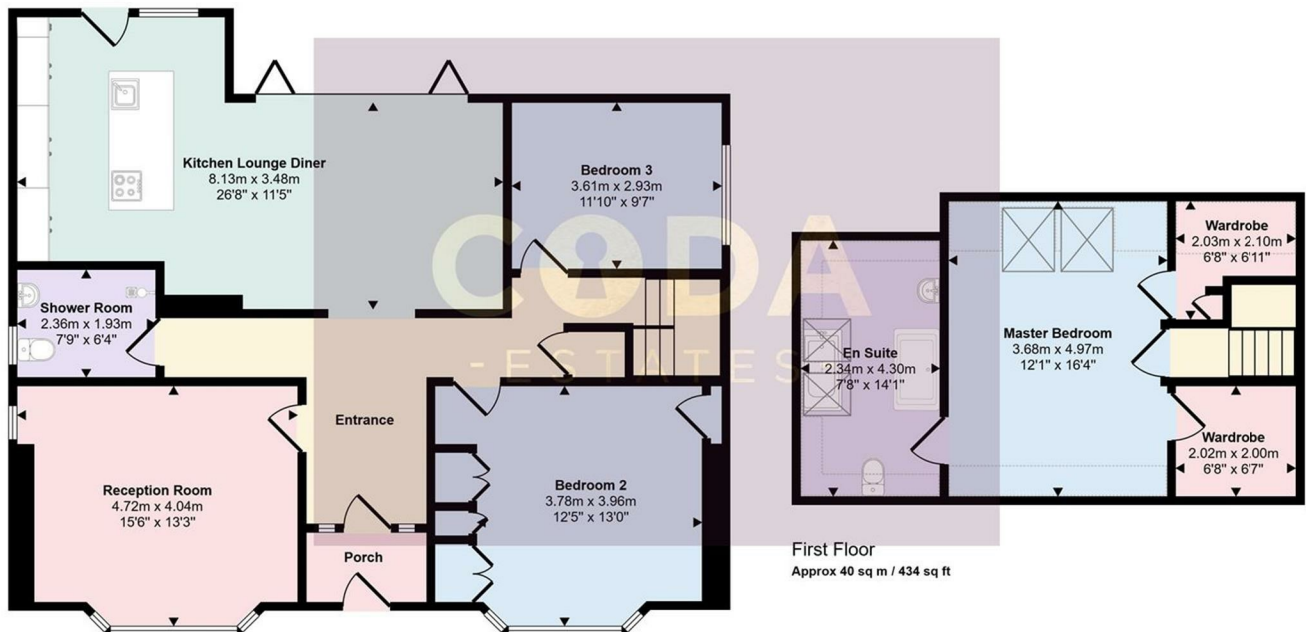 Kitchen Lounge Diner
8.13m x 3.48m
26'8" x 11'5"
Bedroom 3
3.61m x 2.93m
11'10" x 9'7"
CODA
-ESTATES-
Shower Room
2.36m x 1.93m
7'9" x 6'4"
Entrance
Reception Room
4.72m x 4.04m
15'6" x 13'3"
Bedroom 2
3.78m x 3.96m
12'5" x 13'0"
Porch
Wardrobe
2.03m x 2.10m
6'8" x 6'11"
Master Bedroom
3.68m x 4.97m
12'1" x 16'4"
En Suite
2.34m x 4.30m
7'8" x 14'1"
Wardrobe
2.02m x 2.00m
6'8" x 6'7"
First Floor
Approx 40 sq m / 434 sq ft